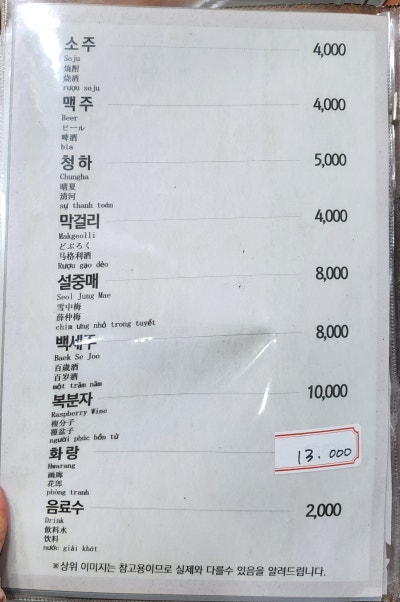 소주 4,000
Soju
焼酎
烧酒
rượu soju
맥주 4,000
Beer
ビール
啤酒
bia
청하 5,000
Chungha
晴夏
清河
sự thanh toán
막걸리 4,000
Makgeolli
どぶろく
马格利酒
Rượu gạo dẻo
설중매 8,000
Seol Jung Mae
雪中梅
薛仲梅
chim ưng nhỏ trong tuyết
백세주 8,000
Baek Se Joo
百歳酒
百岁酒
một trăm năm
복분자 10,000
Raspberry Wine
覆分子
覆盆子
người phúc bồn tử
화랑 13.000
Hwarang
画廊
花郎
phòng tranh
음료수 2,000
Drink
飲料水
饮料
nước giải khát
※상위 이미지는 참고용이므로 실제와 다를수 있음을 알려드립니다.